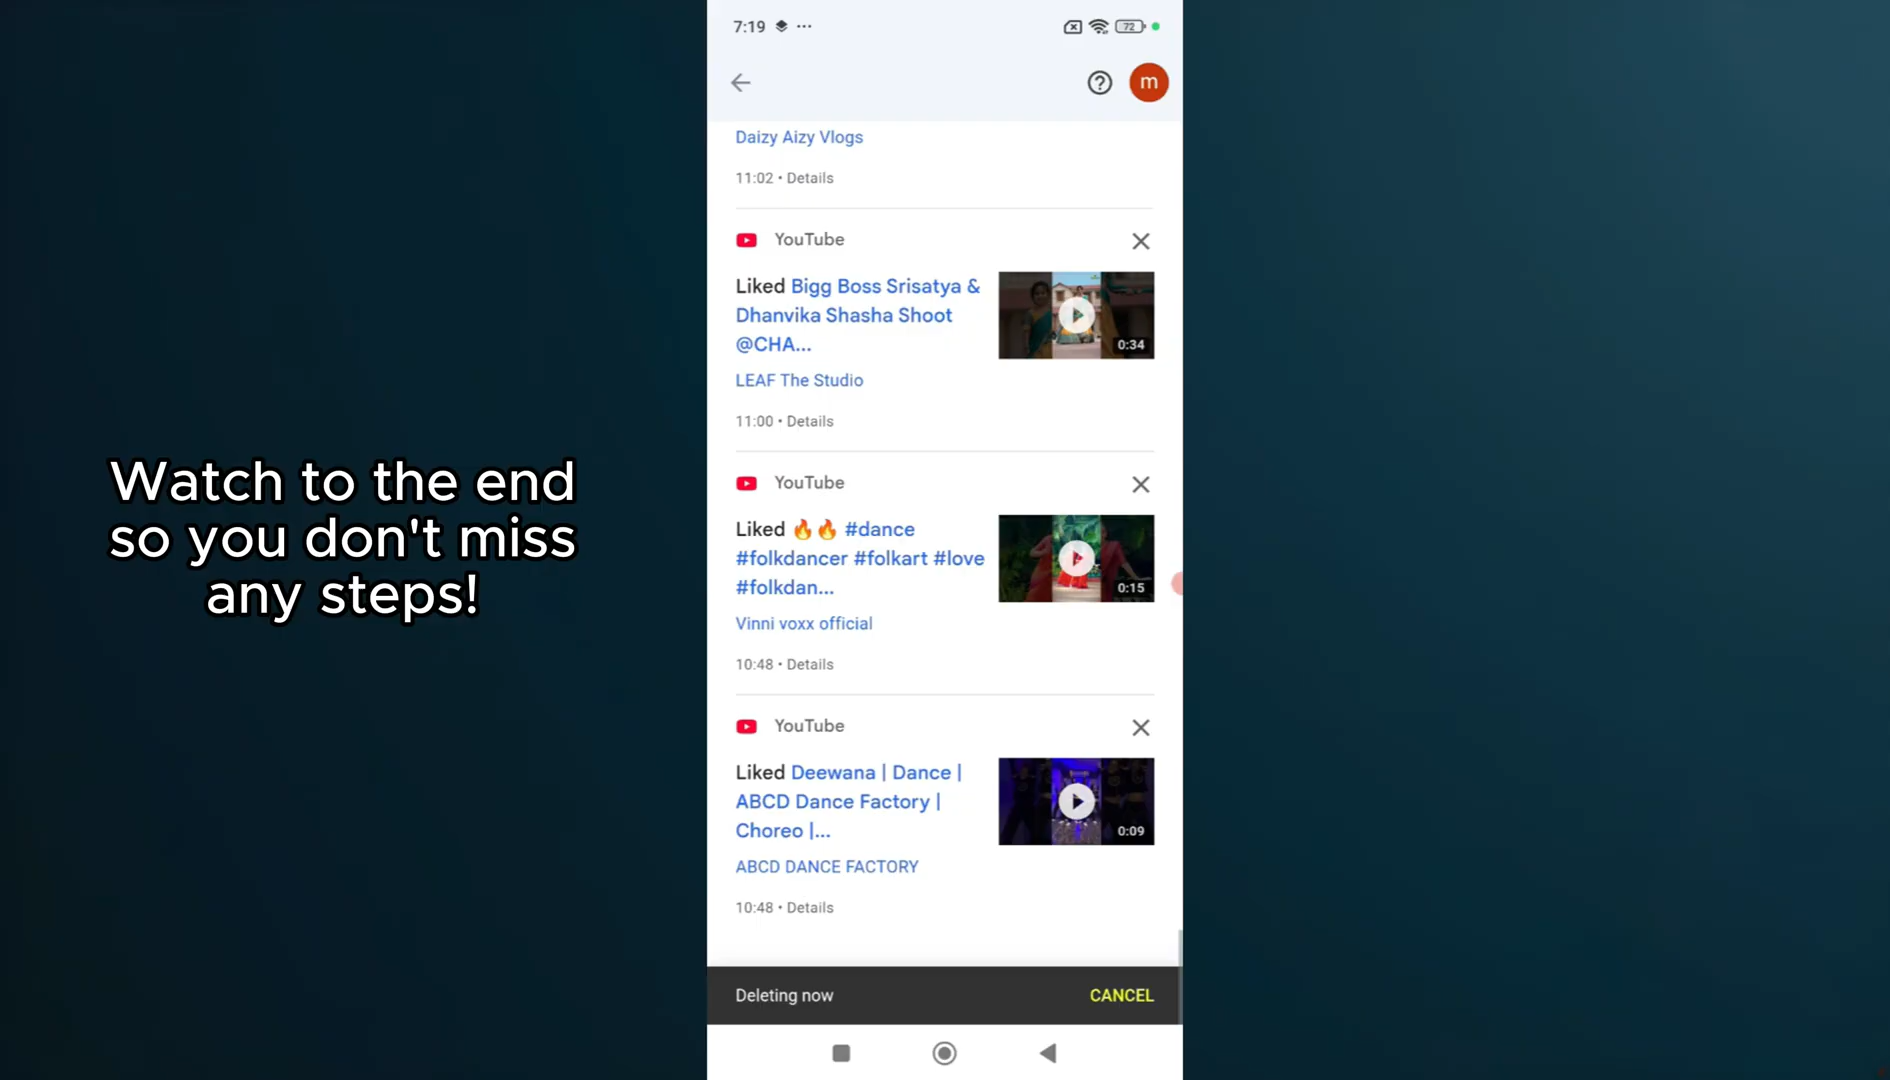 7:19
72
m
Daizy Aizy Vlogs
11:02 • Details
YouTube
Liked Bigg Boss Srisatya &
Dhanvika Shasha Shoot
@CHA...
0:34
LEAF The Studio
11:00 • Details
YouTube
Liked 🔥🔥 #dance
#folkdancer #folkart #love
#folkdan...
0:15
Vinni voxx official
10:48 • Details
YouTube
Liked Deewana | Dance |
ABCD Dance Factory |
Choreo |...
0:09
ABCD DANCE FACTORY
10:48 • Details
Deleting now
CANCEL
Watch to the end
so you don't miss
any steps!